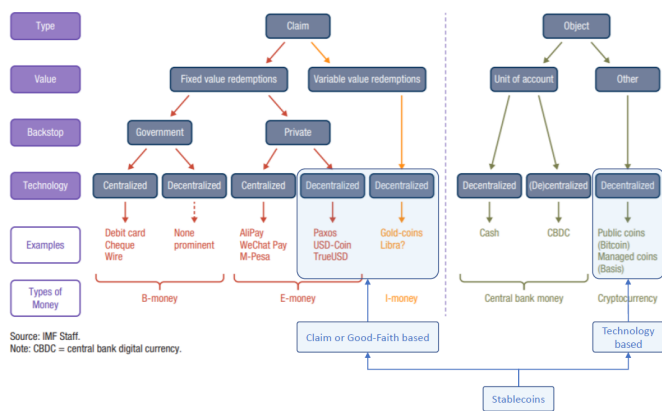 Type
Claim
Object
Value
Fixed value redemptions
Variable value redemptions
Unit of account
Other
Backstop
Government
Private
Technology
Centralized
Decentralized
Centralized
Decentralized
Decentralized
Decentralized
(De)centralized
Decentralized
Examples
Debit card
Cheque
Wire
None
prominent
AliPay
WeChat Pay
M-Pesa
Paxos
USD-Coin
TrueUSD
Gold-coins
Libra?
Cash
CBDC
Public coins
(Bitcoin)
Managed coins
(Basis)
Types of
Money
B-money
E-money
I-money
Central bank money
Cryptocurrency
Source: IMF Staff.
Note: CBDC = central bank digital currency.
Claim or Good-Faith based
Technology
based
Stablecoins